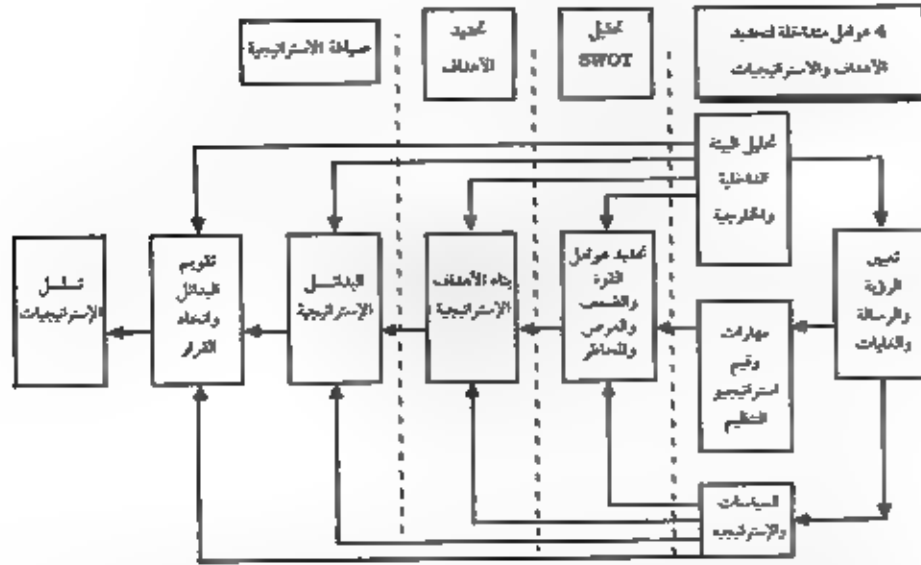 4 عوامل متداخلة لتحديد
الأهداف والاستراتيجيات
تحليل
SWOT
تحديد
الأهداف
صياغة الاستراتيجية
تحليل البيئة
الداخلية
والخارجية
تعيين
الرؤية
والرسالة
والغايات
مهارات
وقيم
استراتيجيو
التنظيم
السياسات
والإستراتيجية
تحديد عوامل
القوة
والضعف
والفرص
والمخاطر
بناء الأهداف
الإستراتيجية
البدائل
الإستراتيجية
تقويم
البدائل
واتخاذ
القرار
الإستراتيجيات